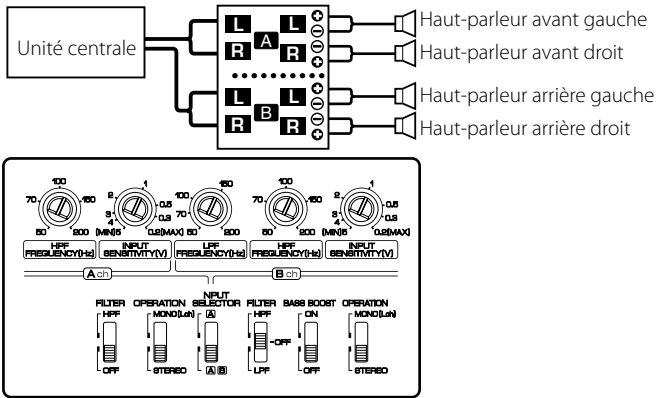 Unité centrale
L L ⊕ Haut-parleur avant gauche
A ⊖
R R ⊖ Haut-parleur avant droit
⊕
L L ⊕ Haut-parleur arrière gauche
B ⊖
R R ⊖ Haut-parleur arrière droit
⊕
100 1 100 150 100 1
70 150 2 0.5 70 70 150 2 0.5
3 0.3 3 0.3
4 4
50 200 (MIN)5 0.2(MAX) 50 200 50 200 (MIN)5 0.2(MAX)
HPF FREQUENCY(Hz) INPUT SENSITIVITY(V) LPF FREQUENCY(Hz) HPF FREQUENCY(Hz) INPUT SENSITIVITY(V)
A ch B ch
FILTER OPERATION NPUT SELECTOR FILTER BASS BOOST OPERATION
HPF MONO(Lch) A HPF ON MONO(Lch)
OFF
OFF STEREO A B LPF OFF STEREO